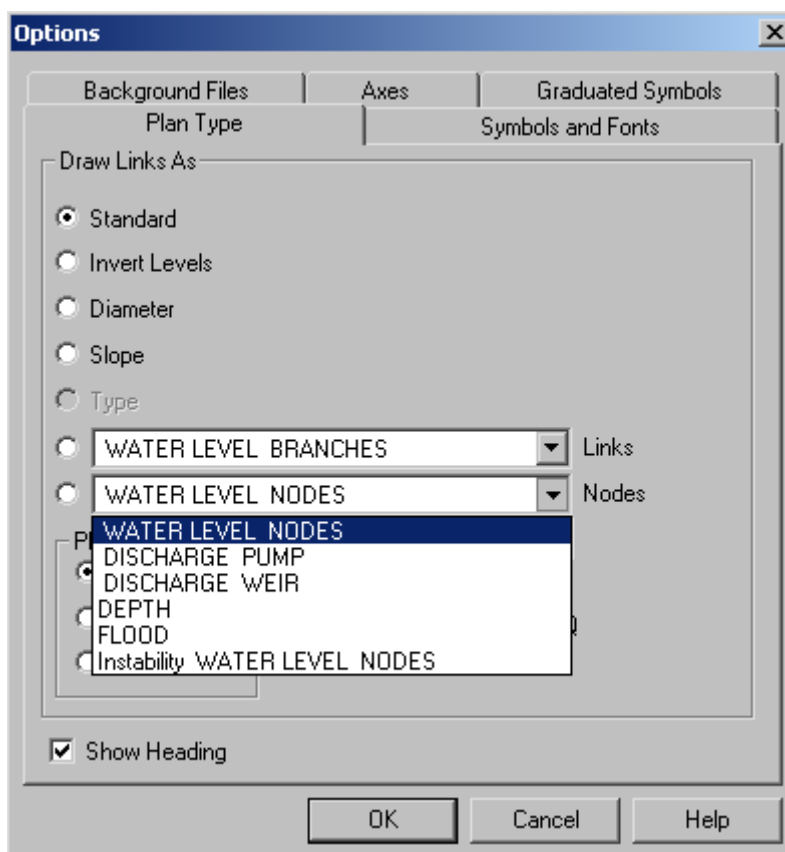 Options
Background Files Axes Graduated Symbols
Plan Type Symbols and Fonts
Draw Links As
Standard
Invert Levels
Diameter
Slope
Type
WATER LEVEL BRANCHES Links
WATER LEVEL NODES Nodes
WATER LEVEL NODES
DISCHARGE PUMP
DISCHARGE WEIR
DEPTH
FLOOD
Instability WATER LEVEL NODES
Show Heading
OK Cancel Help